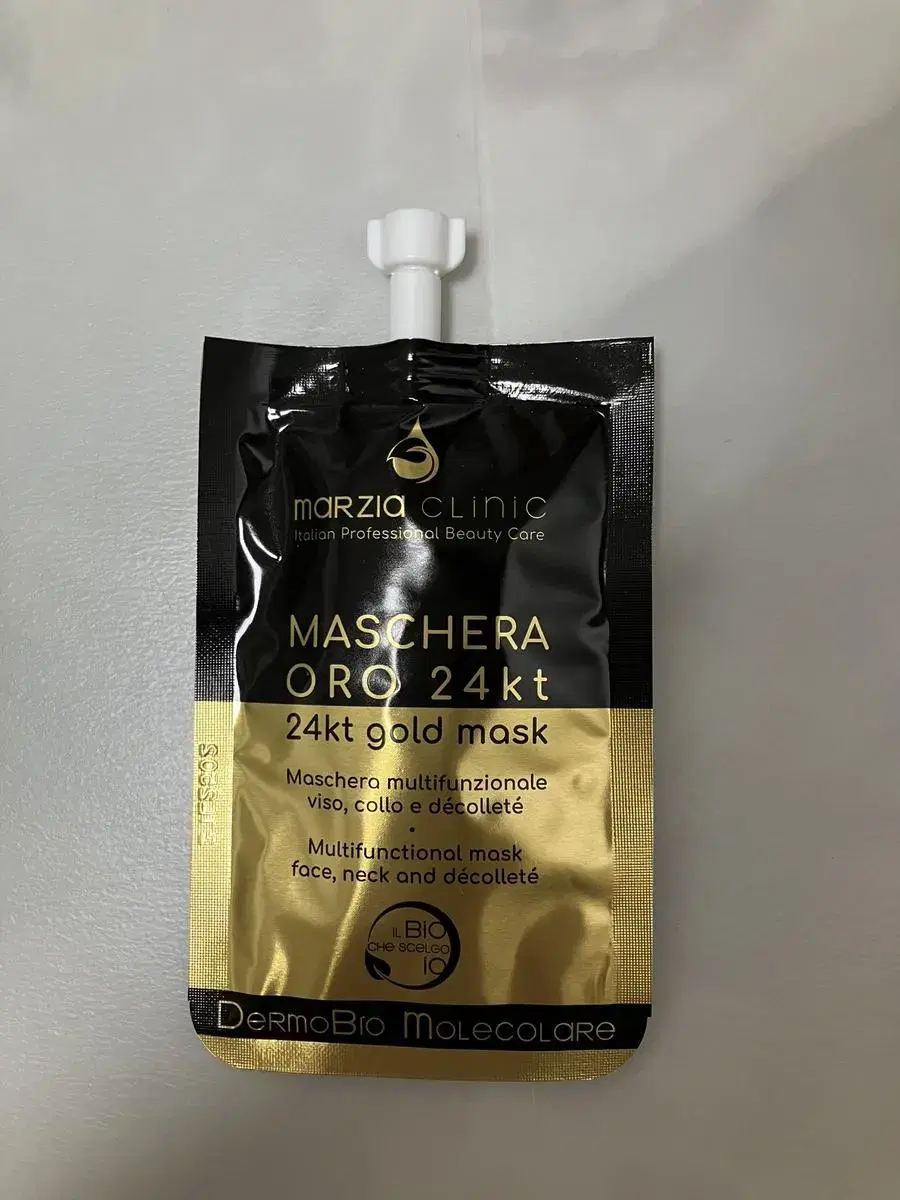 maRZIa CLINIC
Italian Professional Beauty Care
MASCHERA
ORO 24kt
24kt gold mask
Maschera multifunzionale
viso, collo e décolleté
•
Multifunctional mask
face, neck and décolleté
IL BIO
CHE SCELGO
IO
DeRmoBio MoLecoLaRe